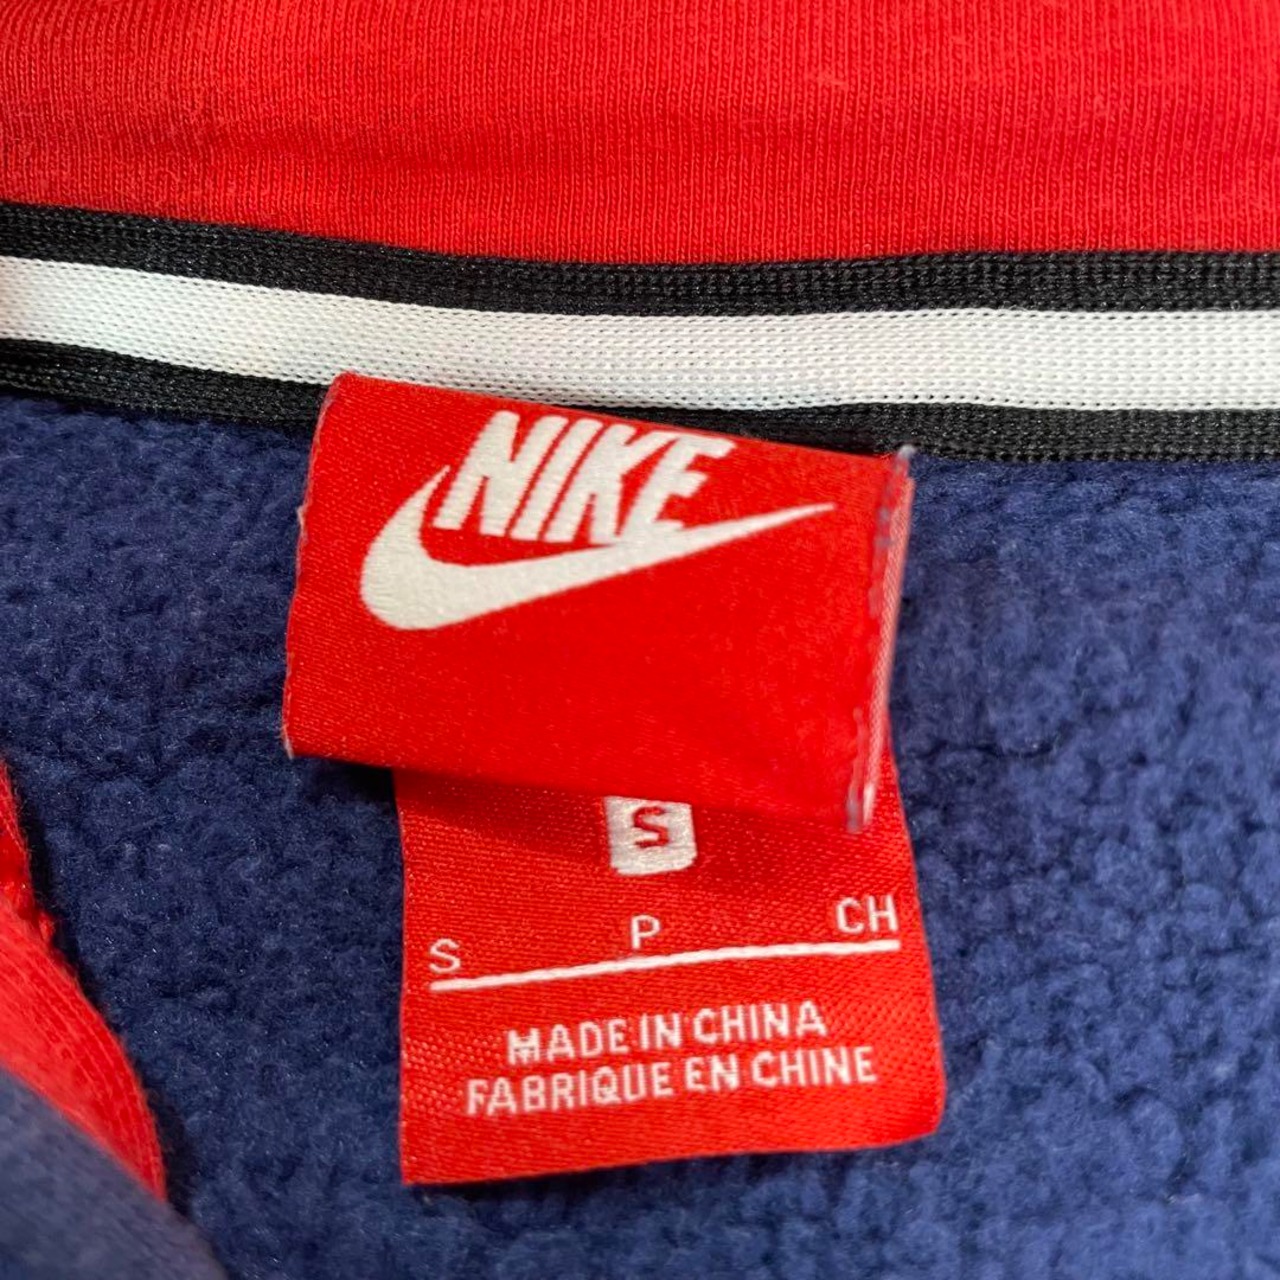 NIKE
S
S P CH
MADE IN CHINA
FABRIQUE EN CHINE